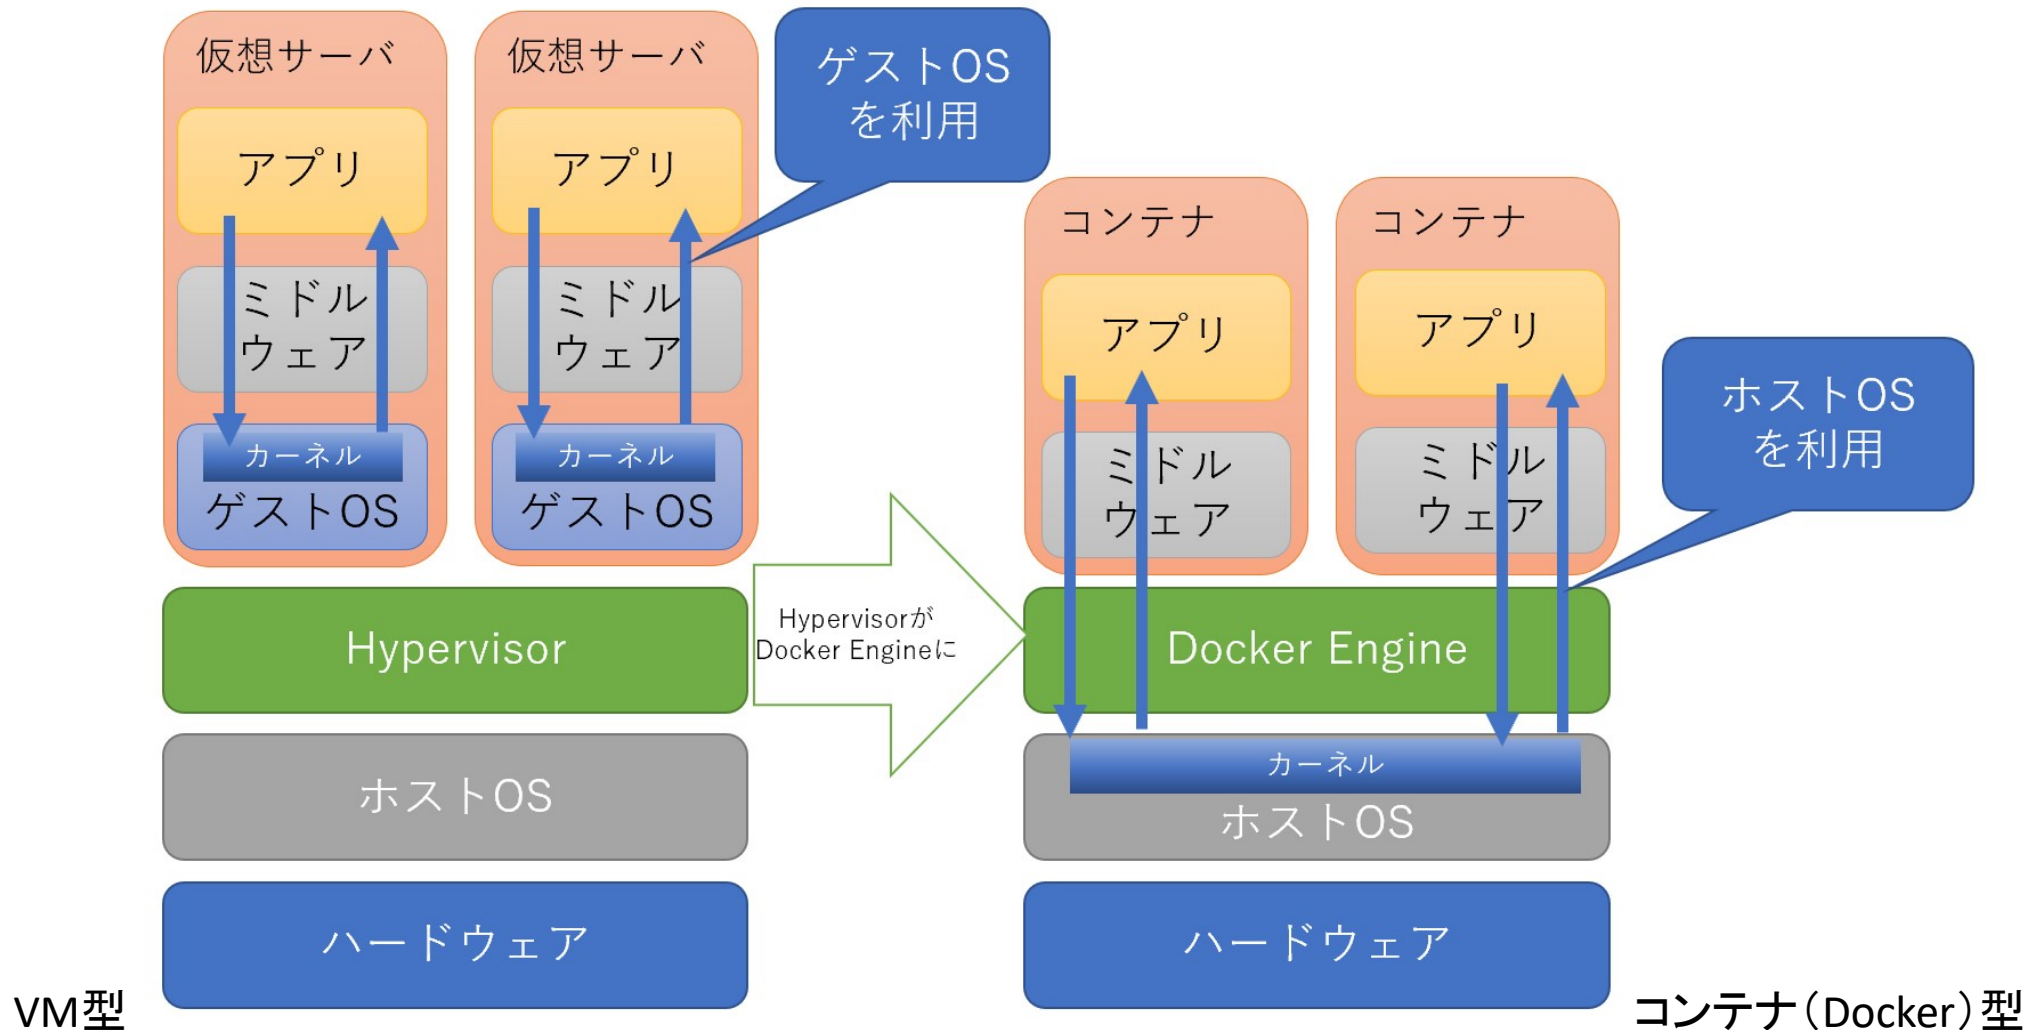 仮想サーバ
アプリ
ミドル
ウェア
カーネル
ゲストOS
仮想サーバ
アプリ
ミドル
ウェア
カーネル
ゲストOS
ゲストOS
を利用
Hypervisor
ホストOS
ハードウェア
VM型
Hypervisorが
Docker Engineに
コンテナ
アプリ
ミドル
ウェア
コンテナ
アプリ
ミドル
ウェア
ホストOS
を利用
Docker Engine
カーネル
ホストOS
ハードウェア
コンテナ（Docker）型